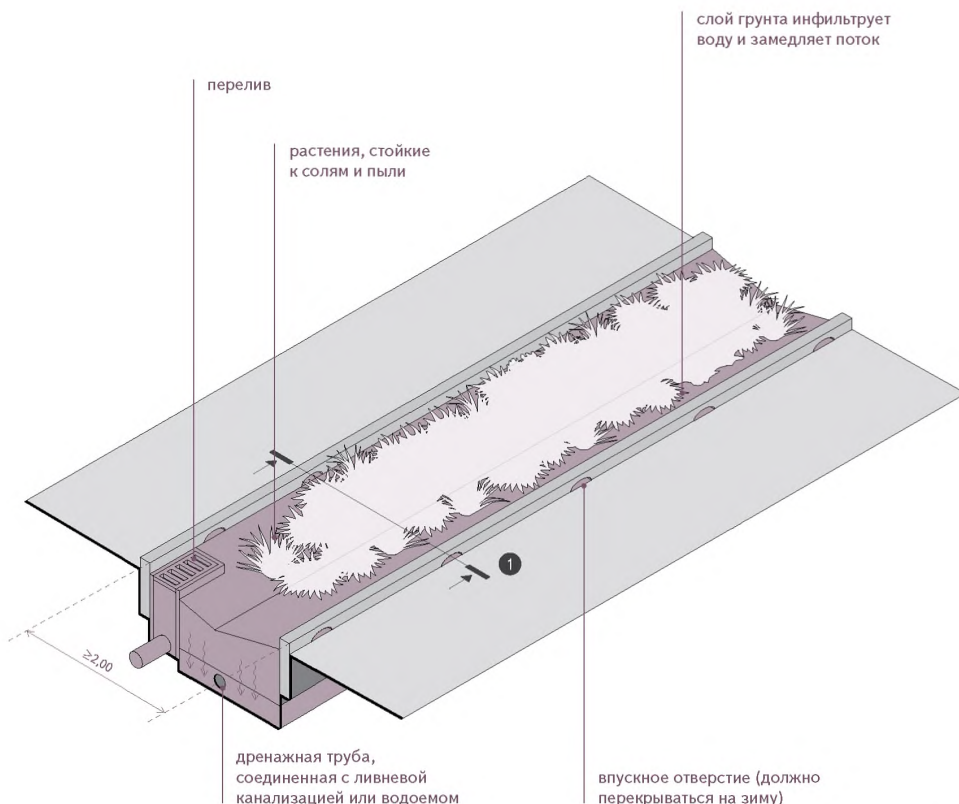 слой грунта инфильтрует
воду и замедляет поток
перелив
растения, стойкие
к солям и пыли
1
≥2,00
дренажная труба,
соединенная с ливневой
канализацией или водоемом
впускное отверстие (должно
перекрываться на зиму)